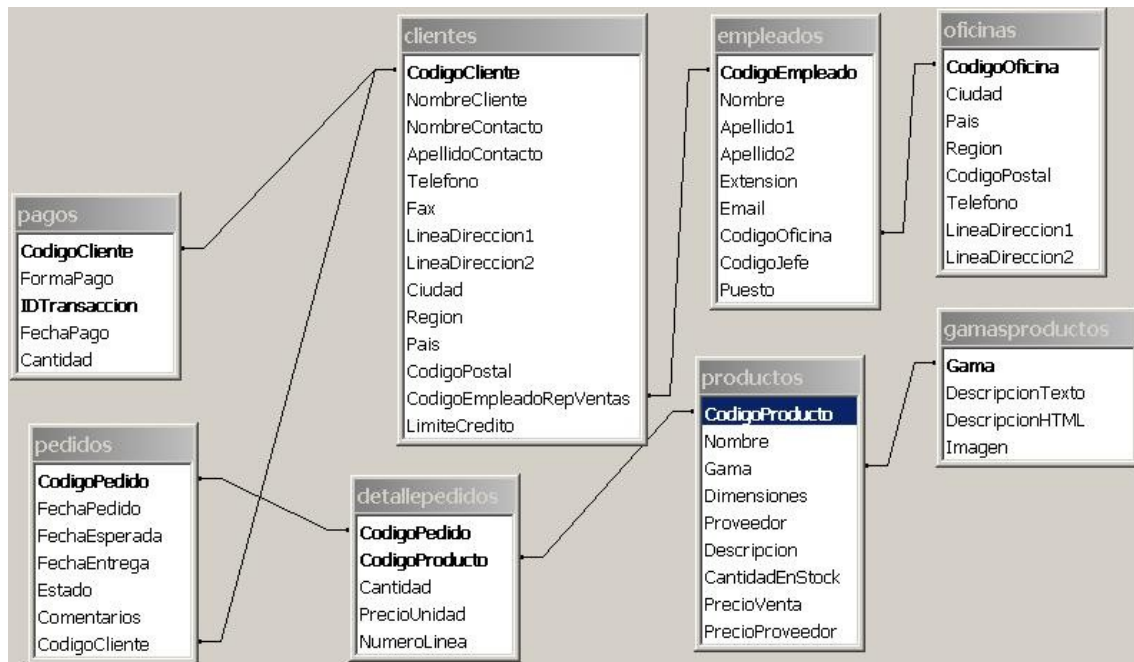 clientes
CodigoCliente
NombreCliente
NombreContacto
ApellidoContacto
Telefono
Fax
LineaDireccion1
LineaDireccion2
Ciudad
Region
Pais
CodigoPostal
CodigoEmpleadoRepVentas
LimiteCredito
empleados
CodigoEmpleado
Nombre
Apellido1
Apellido2
Extension
Email
CodigoOficina
CodigoJefe
Puesto
oficinas
CodigoOficina
Ciudad
Pais
Region
CodigoPostal
Telefono
LineaDireccion1
LineaDireccion2
pagos
CodigoCliente
FormaPago
IDTransaccion
FechaPago
Cantidad
gamasproductos
Gama
DescripcionTexto
DescripcionHTML
Imagen
productos
CodigoProducto
Nombre
Gama
Dimensiones
Proveedor
Descripcion
CantidadEnStock
PrecioVenta
PrecioProveedor
pedidos
CodigoPedido
FechaPedido
FechaEsperada
FechaEntrega
Estado
Comentarios
CodigoCliente
detallepedidos
CodigoPedido
CodigoProducto
Cantidad
PrecioUnidad
NumeroLinea